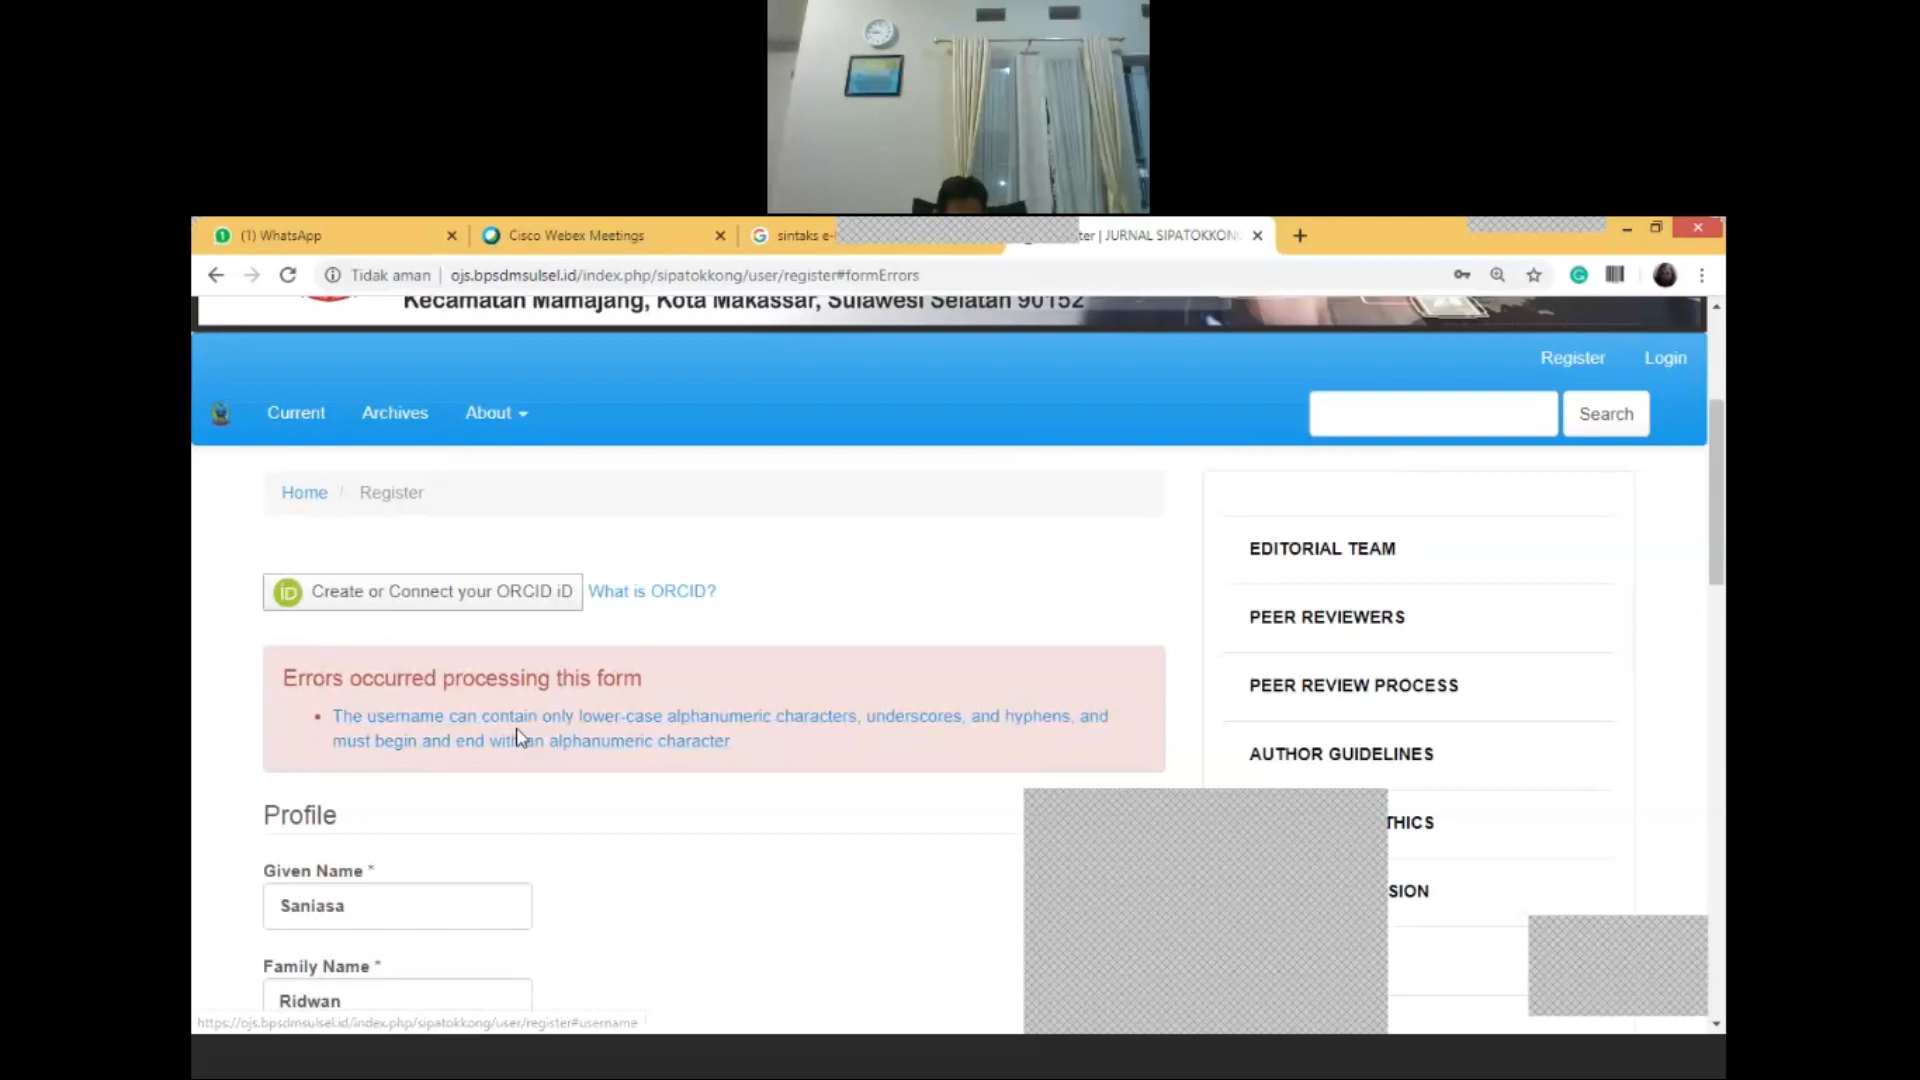 (1) WhatsApp
Cisco Webex Meetings
sintaks e-
ter | JURNAL SIPATOKKONG
Tidak aman
ojs.bpsdmsulsel.id/index.php/sipatokkong/user/register#formErrors
Kecamatan Mamajang, Kota Makassar, Sulawesi Selatan 90152
Register
Login
Current
Archives
About
Search
Home / Register
iD Create or Connect your ORCID iD
What is ORCID?
Errors occurred processing this form
The username can contain only lower-case alphanumeric characters, underscores, and hyphens, and
must begin and end with an alphanumeric character
Profile
Given Name *
Saniasa
Family Name *
Ridwan
EDITORIAL TEAM
PEER REVIEWERS
PEER REVIEW PROCESS
AUTHOR GUIDELINES
THICS
SION
https://ojs.bpsdmsulsel.id/index.php/sipatokkong/user/register#username